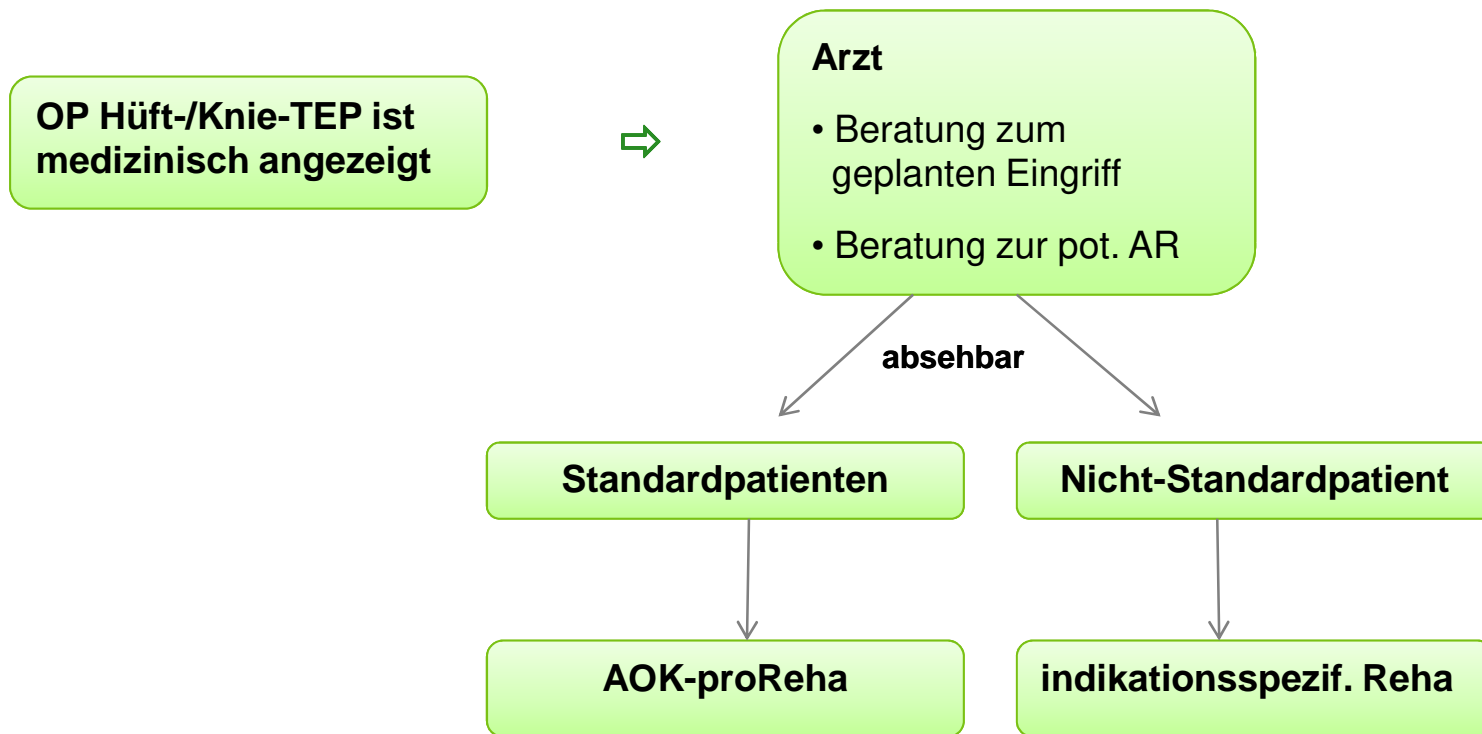 OP Hüft-/Knie-TEP ist
medizinisch angezeigt
Arzt
• Beratung zum
geplanten Eingriff
• Beratung zur pot. AR
absehbar
Standardpatienten
Nicht-Standardpatient
AOK-proReha
indikationsspezif. Reha